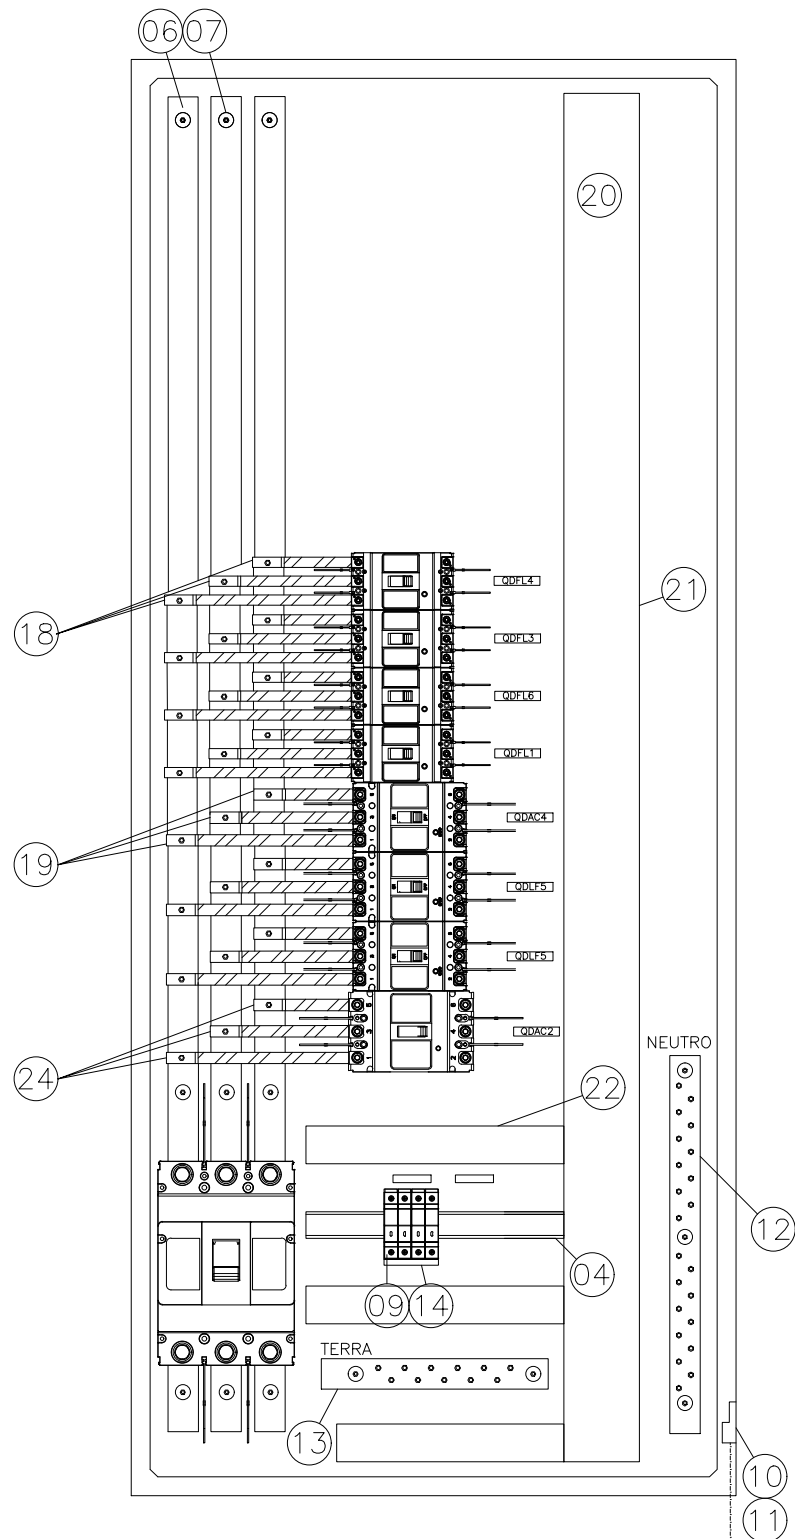 06 07
20
21
QDFL4
18
QDFL3
QDFL6
QDFL1
QDAC4
19
QDLF5
QDLF5
QDAC2
NEUTRO
24
22
12
04
09 14
TERRA
13
10
11